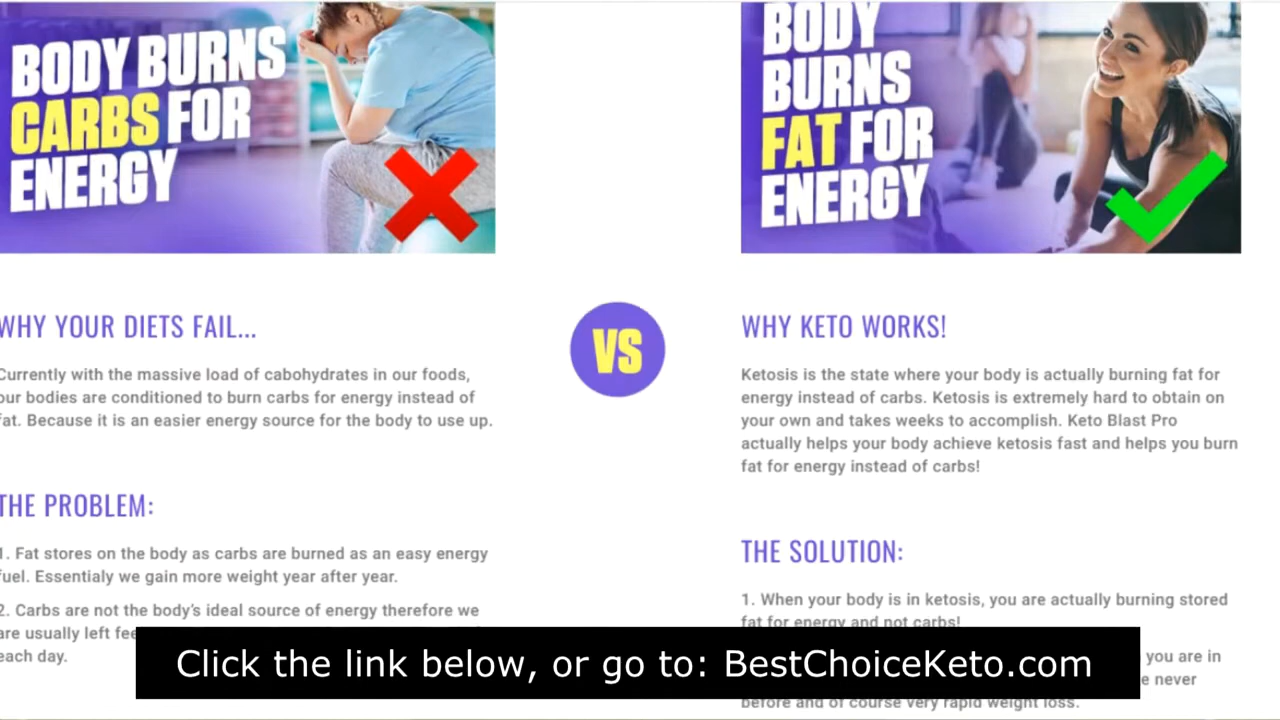 BODY BURNS
CARBS FOR
ENERGY
WHY YOUR DIETS FAIL...
Currently with the massive load of cabohydrates in our foods,
our bodies are conditioned to burn carbs for energy instead of
fat. Because it is an easier energy source for the body to use up.
THE PROBLEM:
1. Fat stores on the body as carbs are burned as an easy energy
fuel. Essentialy we gain more weight year after year.
2. Carbs are not the body's ideal source of energy therefore we
are usually left
each day.
VS
BODY
BURNS
FAT FOR
ENERGY
WHY KETO WORKS!
Ketosis is the state where your body is actually burning fat for
energy instead of carbs. Ketosis is extremely hard to obtain on
your own and takes weeks to accomplish. Keto Blast Pro
actually helps your body achieve ketosis fast and helps you burn
fat for energy instead of carbs!
THE SOLUTION:
1. When your body is in ketosis, you are actually burning stored
fat for energy and not carbs!
you are in
never
before and of course very rapid weight loss.
Click the link below, or go to: BestChoiceKeto.com